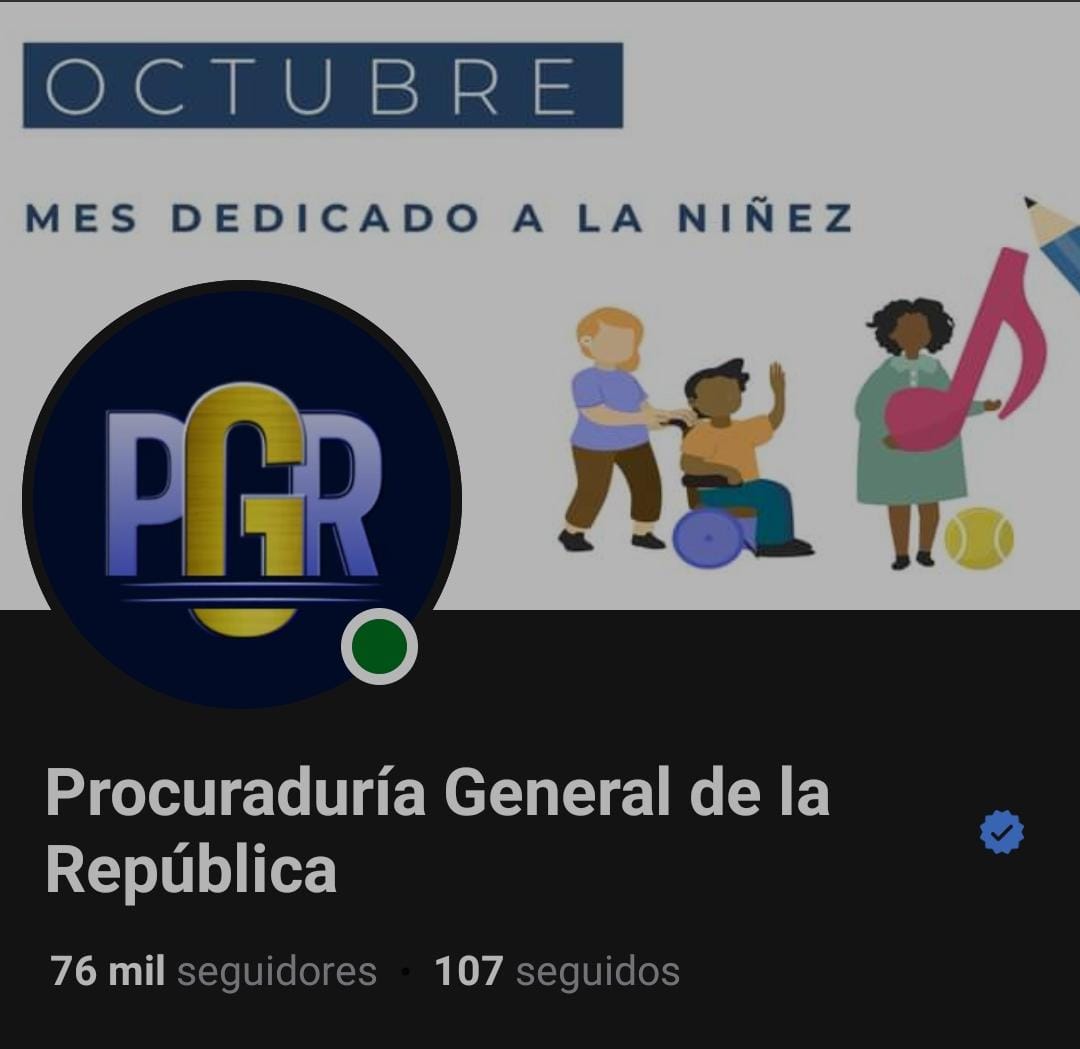 OCTUBRE
MES DEDICADO A LA NIÑEZ
PGR
Procuraduría General de la
República
76 mil seguidores · 107 seguidos